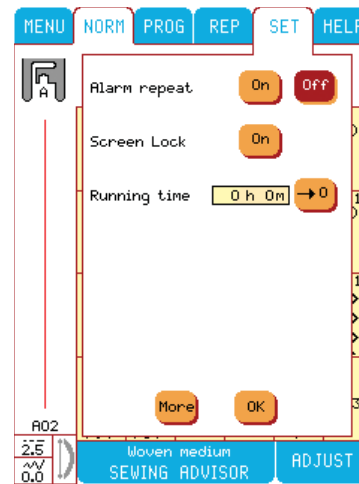 MENU NORM PROG REP SET HELP
A
Alarm repeat On Off
Screen Lock On
Running time 0 h 0m →0
More OK
A02
2.5
0.0
Woven medium
SEWING ADVISOR
ADJUST